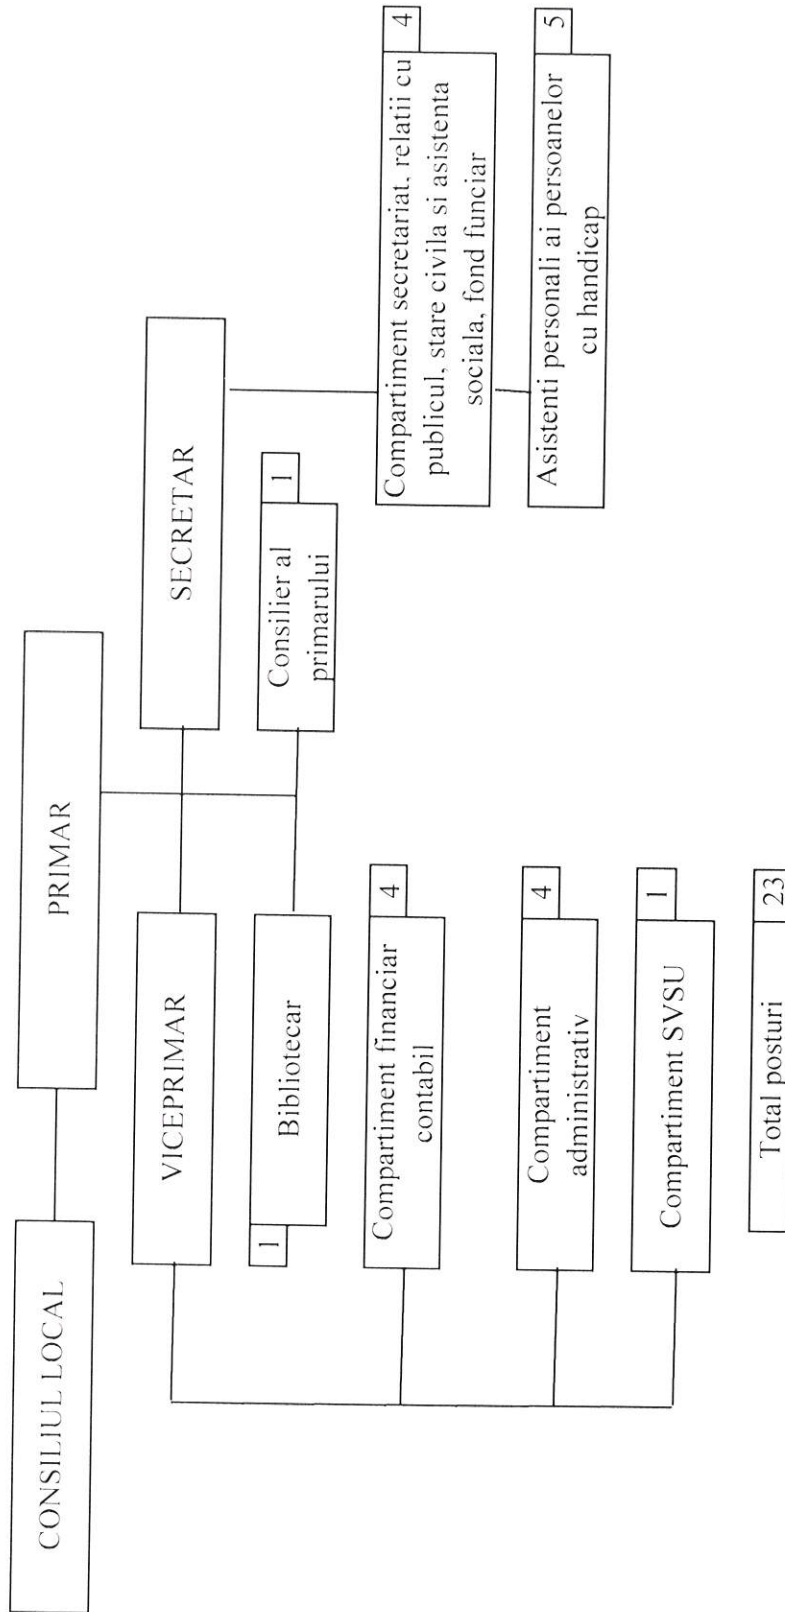 CONSILIUL LOCAL
PRIMAR
VICEPRIMAR
SECRETAR
1
Bibliotecar
Consilier al
primarului
1
Compartiment financiar
contabil
4
Compartiment secretariat, relatii cu
publicul, stare civila si asistenta
sociala, fond funciar
4
Compartiment
administrativ
4
Asistenti personali ai persoanelor
cu handicap
5
Compartiment SVSU
1
Total posturi
23